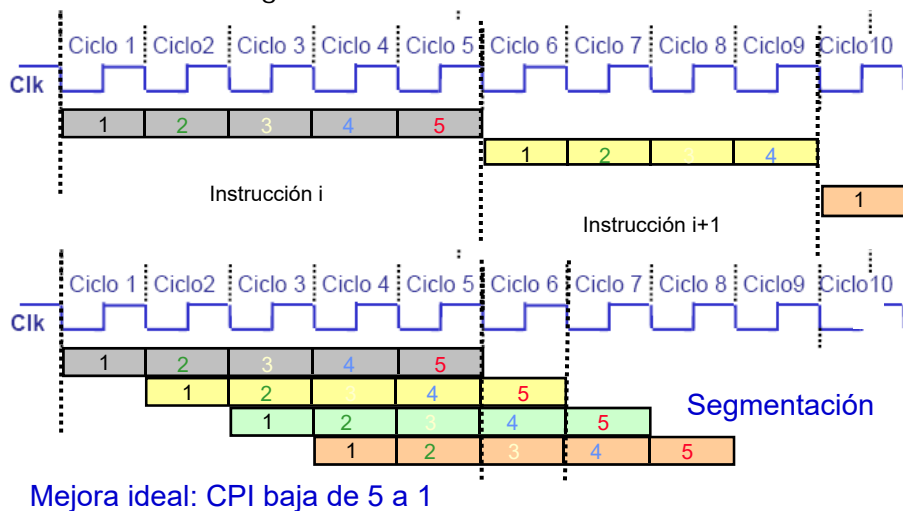 Ciclo 1 Ciclo2 Ciclo 3 Ciclo 4 Ciclo 5 Ciclo 6 Ciclo 7 Ciclo 8 Ciclo9 Ciclo10
Clk
1 2 3 4 5
1 2 3 4
Instrucción i
1
Instrucción i+1
Ciclo 1 Ciclo2 Ciclo 3 Ciclo 4 Ciclo 5 Ciclo 6 Ciclo 7 Ciclo 8 Ciclo9 Ciclo10
Clk
1 2 3 4 5
1 2 3 4 5
1 2 3 4 5
Segmentación
1 2 3 4 5
Mejora ideal: CPI baja de 5 a 1